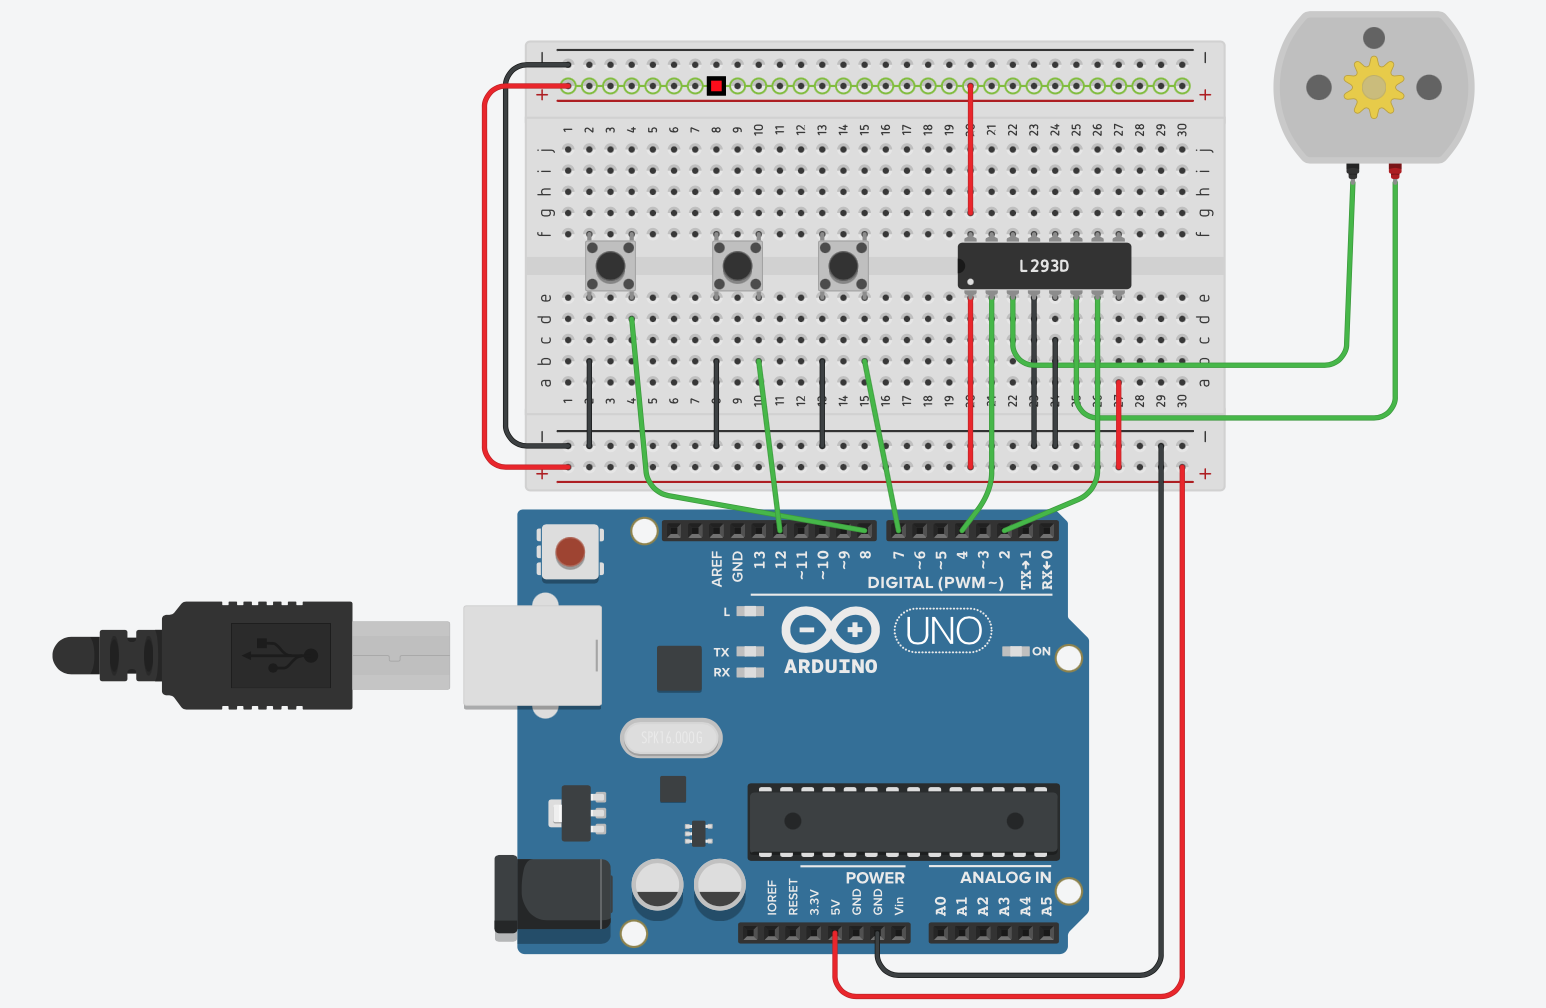 − −
+ +
1 2 3 4 5 6 7 8 9 10 11 12 13 14 15 16 17 18 19 20 21 22 23 24 25 26 27 28 29 30
j j
i i
h h
g g
f f
L293D
e e
d d
c c
b b
a a
1 2 3 4 5 6 7 8 9 10 11 12 13 14 15 16 17 18 19 20 21 22 23 24 25 26 27 28 29 30
− −
+ +
AREF GND 13 12 ~11 ~10 ~9 8 7 ~6 ~5 4 ~3 2 TX→1 RX←0
DIGITAL (PWM~)
L
UNO
TX
ON
RX
ARDUINO
SPK16.000G
POWER ANALOG IN
IOREF RESET 3.3V 5V GND GND Vin A0 A1 A2 A3 A4 A5